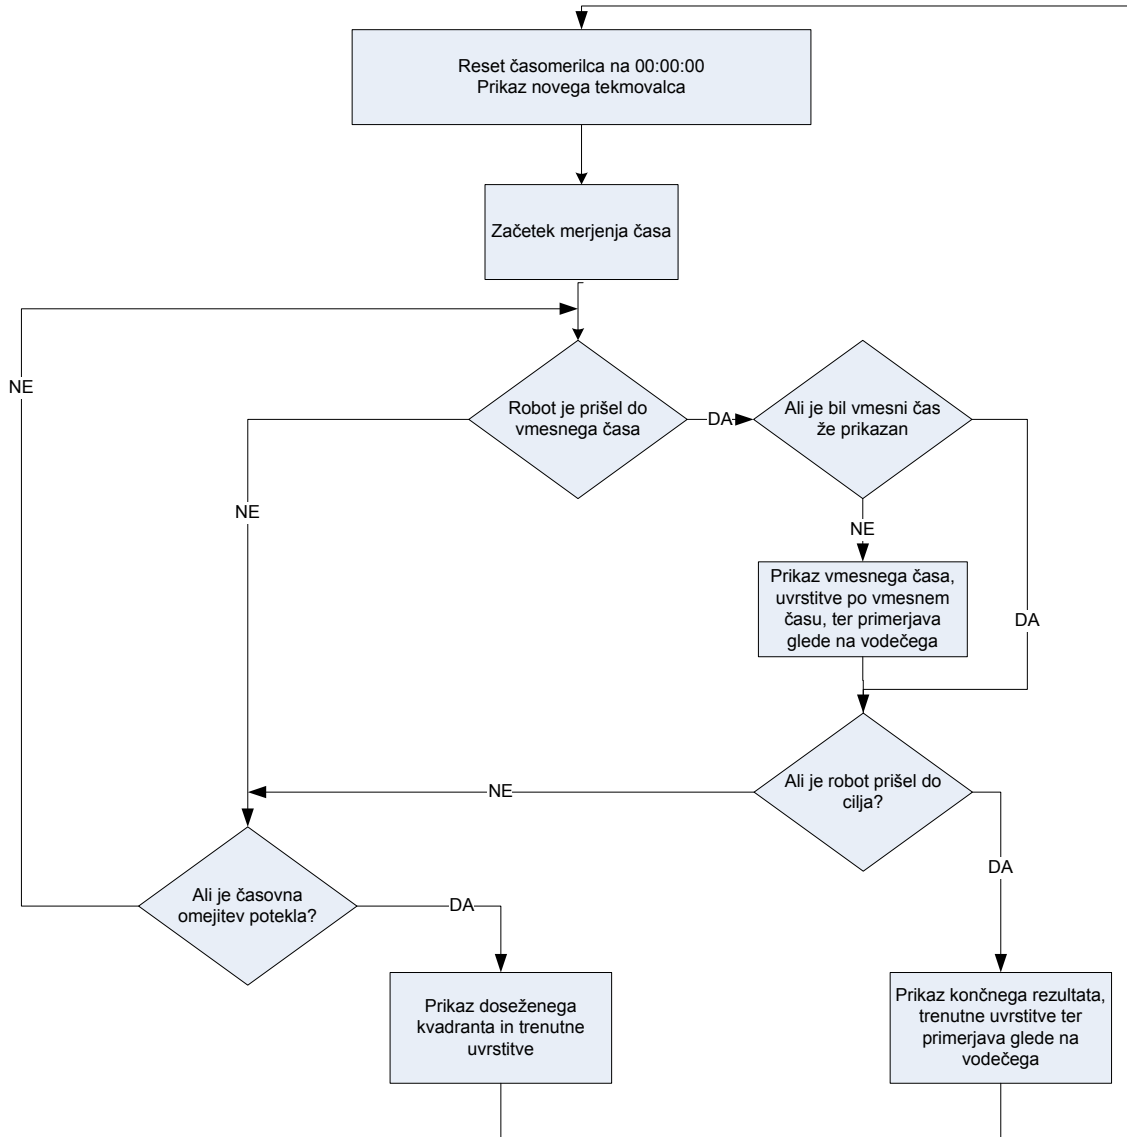 Reset časomerilca na 00:00:00
Prikaz novega tekmovalca
Začetek merjenja časa
NE
Robot je prišel do
vmesnega časa
DA
Ali je bil vmesni čas
že prikazan
NE
NE
Prikaz vmesnega časa,
uvrstitve po vmesnem
času, ter primerjava
glede na vodečega
DA
Ali je robot prišel do
cilja?
NE
DA
Ali je časovna
omejitev potekla?
DA
Prikaz doseženega
kvadranta in trenutne
uvrstitve
Prikaz končnega rezultata,
trenutne uvrstitve ter
primerjava glede na
vodečega